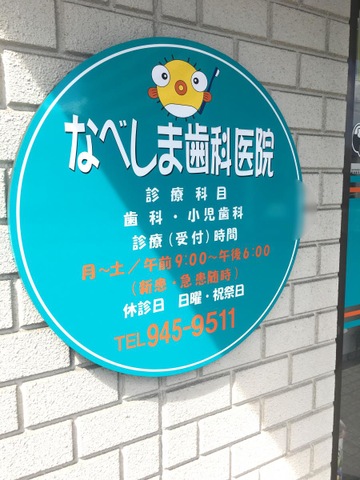 なべしま歯科医院
診療科目
歯科・小児歯科
診療(受付)時間
月～土/午前9:00～午後6:00
(新患・急患随時)
休診日 日曜・祝祭日
TEL945-9511